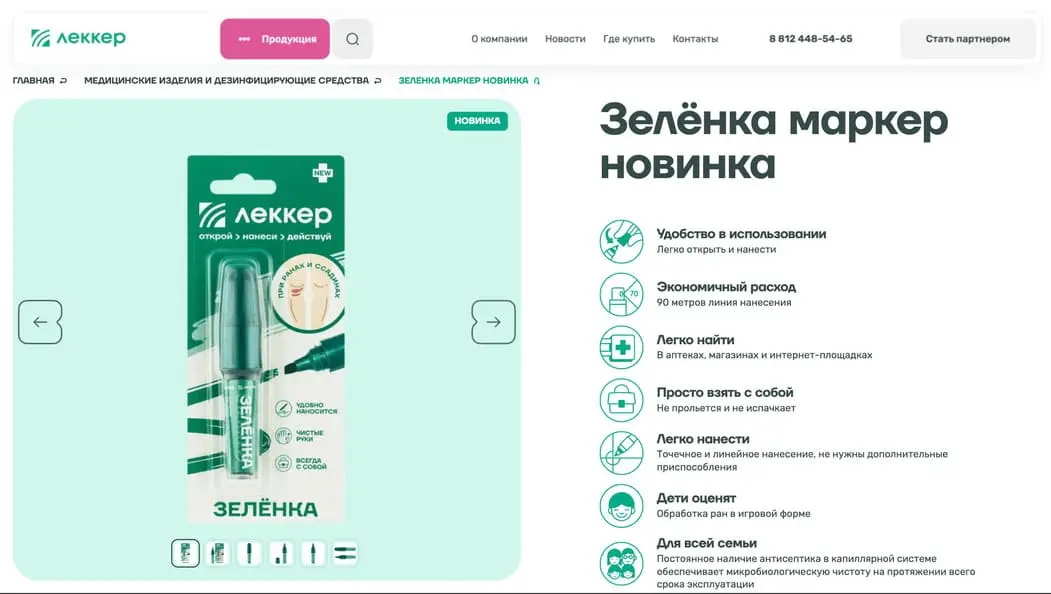 леккер
Продукция
О компании
Новости
Где купить
Контакты
8 812 448-54-65
Стать партнером
ГЛАВНАЯ
МЕДИЦИНСКИЕ ИЗДЕЛИЯ И ДЕЗИНФИЦИРУЮЩИЕ СРЕДСТВА
ЗЕЛЕНКА МАРКЕР НОВИНКА
НОВИНКА
NEW
леккер
открой > нанеси > действуй
ПРИ РАНАХ И ССАДИНАХ
ЗЕЛЁНКА
УДОБНО
НАНОСИТСЯ
ЧИСТЫЕ
РУКИ
ВСЕГДА
С СОБОЙ
ЗЕЛЁНКА
Зелёнка маркер
новинка
Удобство в использовании
Легко открыть и нанести
0 70
Экономичный расход
90 метров линия нанесения
Легко найти
В аптеках, магазинах и интернет-площадках
Просто взять с собой
Не прольется и не испачкает
Легко нанести
Точечное и линейное нанесение, не нужны дополнительные
приспособления
Дети оценят
Обработка ран в игровой форме
Для всей семьи
Постоянное наличие антисептика в капиллярной системе
обеспечивает микробиологическую чистоту на протяжении всего
срока эксплуатации